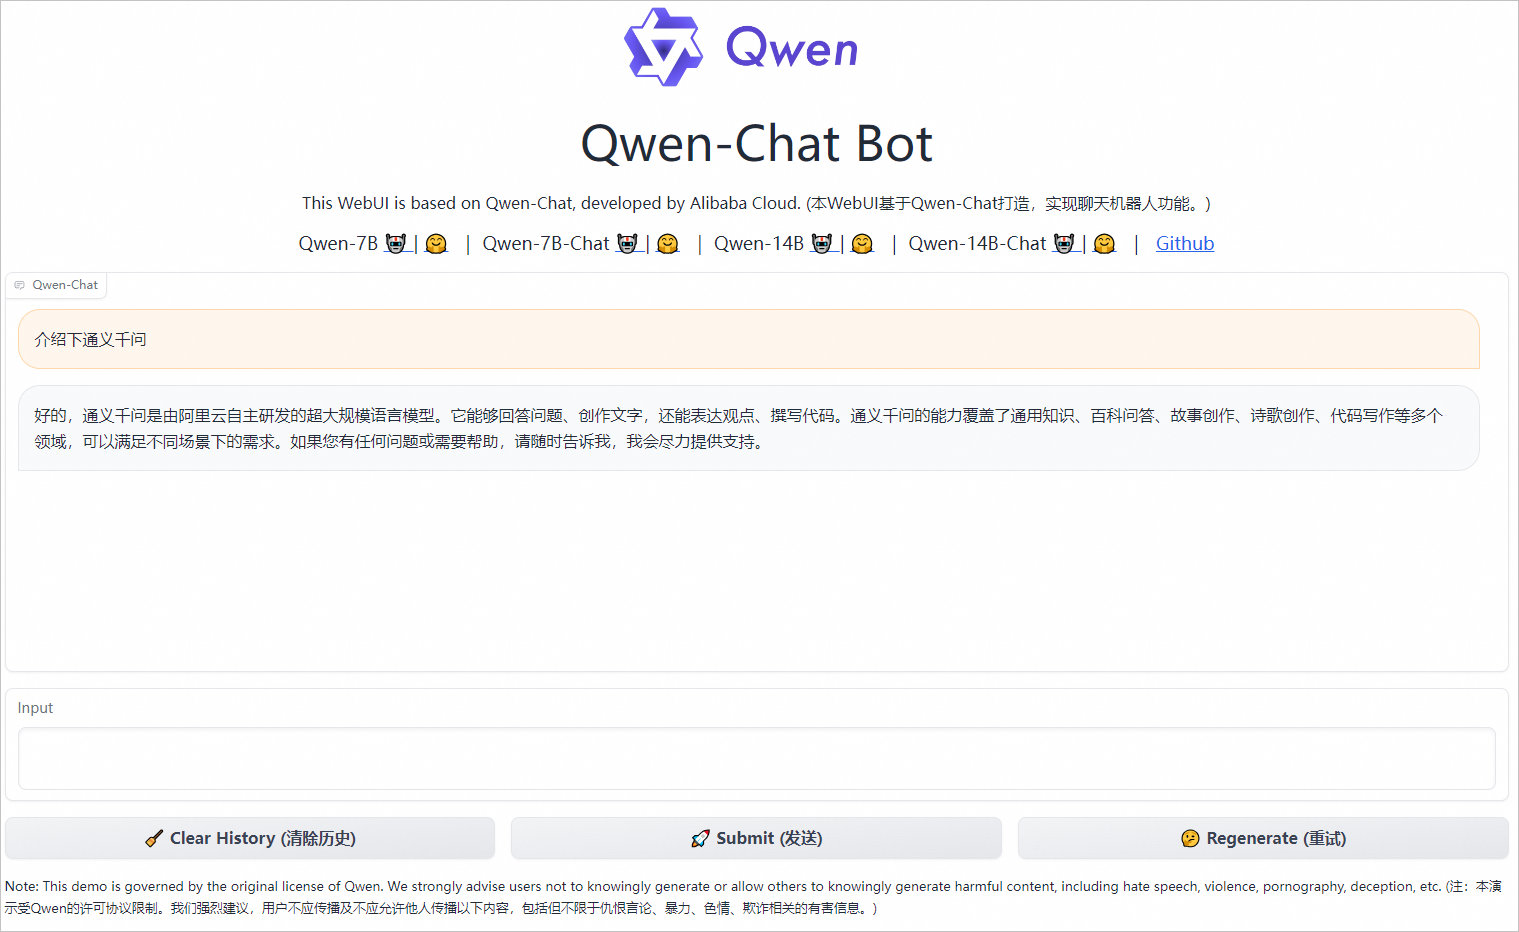 Qwen
Qwen-Chat Bot
This WebUI is based on Qwen-Chat, developed by Alibaba Cloud. (本WebUI基于Qwen-Chat打造，实现聊天机器人功能。)
Qwen-7B 🤖 | 🤗 | Qwen-7B-Chat 🤖 | 🤗 | Qwen-14B 🤖 | 🤗 | Qwen-14B-Chat 🤖 | 🤗 | Github
Qwen-Chat
介绍下通义千问
好的，通义千问是由阿里云自主研发的超大规模语言模型。它能够回答问题、创作文字，还能表达观点、撰写代码。通义千问的能力覆盖了通用知识、百科问答、故事创作、诗歌创作、代码写作等多个
领域，可以满足不同场景下的需求。如果您有任何问题或需要帮助，请随时告诉我，我会尽力提供支持。
Input
🧹 Clear History (清除历史)
🚀 Submit (发送)
🤔 Regenerate (重试)
Note: This demo is governed by the original license of Qwen. We strongly advise users not to knowingly generate or allow others to knowingly generate harmful content, including hate speech, violence, pornography, deception, etc. (注：本演
示受Qwen的许可协议限制。我们强烈建议，用户不应传播及不应允许他人传播以下内容，包括但不限于仇恨言论、暴力、色情、欺诈相关的有害信息。)